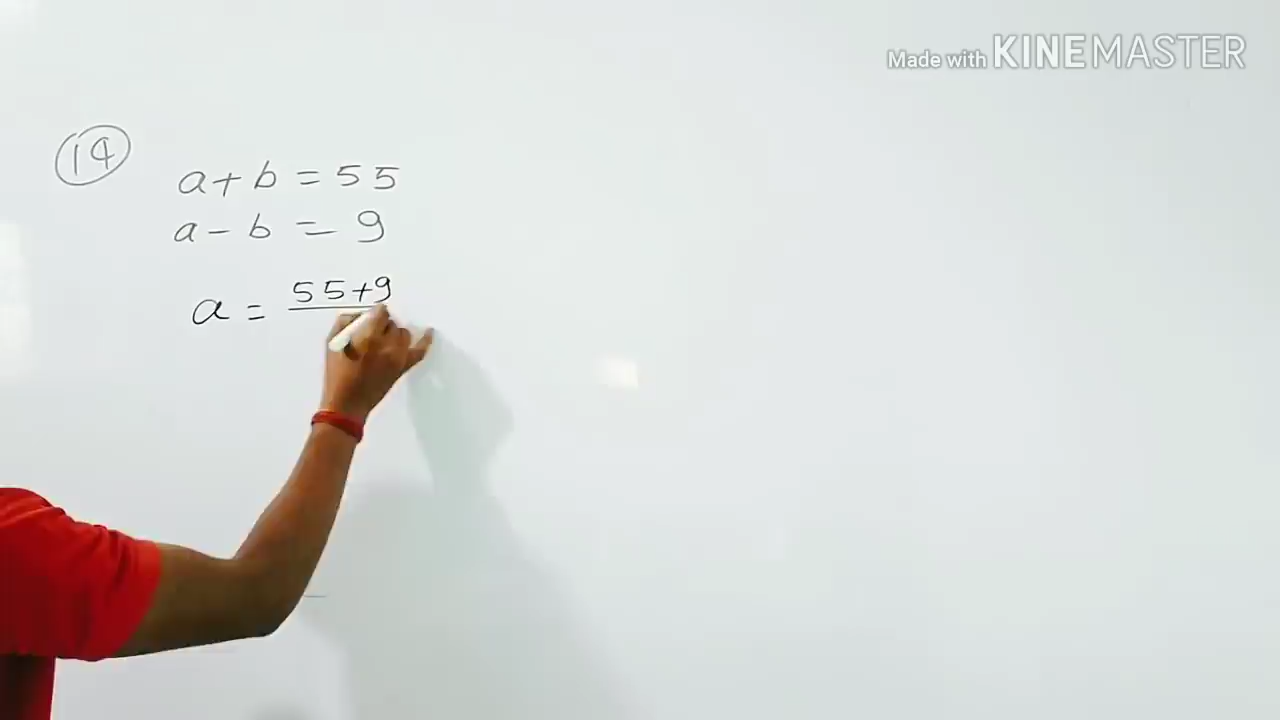 Made with KINEMASTER
14
a + b = 55
a - b = 9
a = 55+9